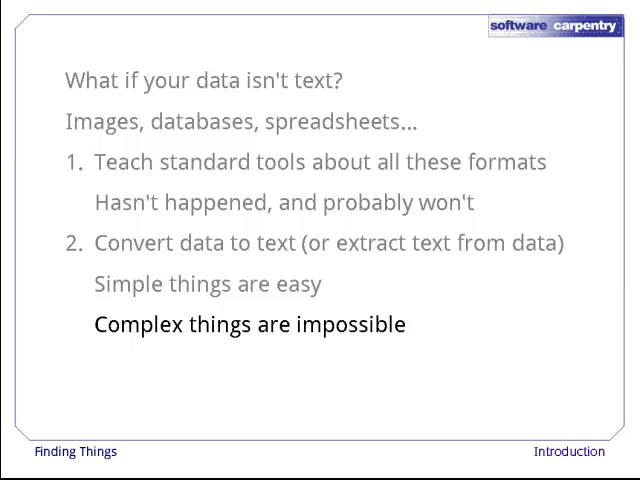 software carpentry
What if your data isn't text?
Images, databases, spreadsheets...
1. Teach standard tools about all these formats
Hasn't happened, and probably won't
2. Convert data to text (or extract text from data)
Simple things are easy
Complex things are impossible
Finding Things
Introduction